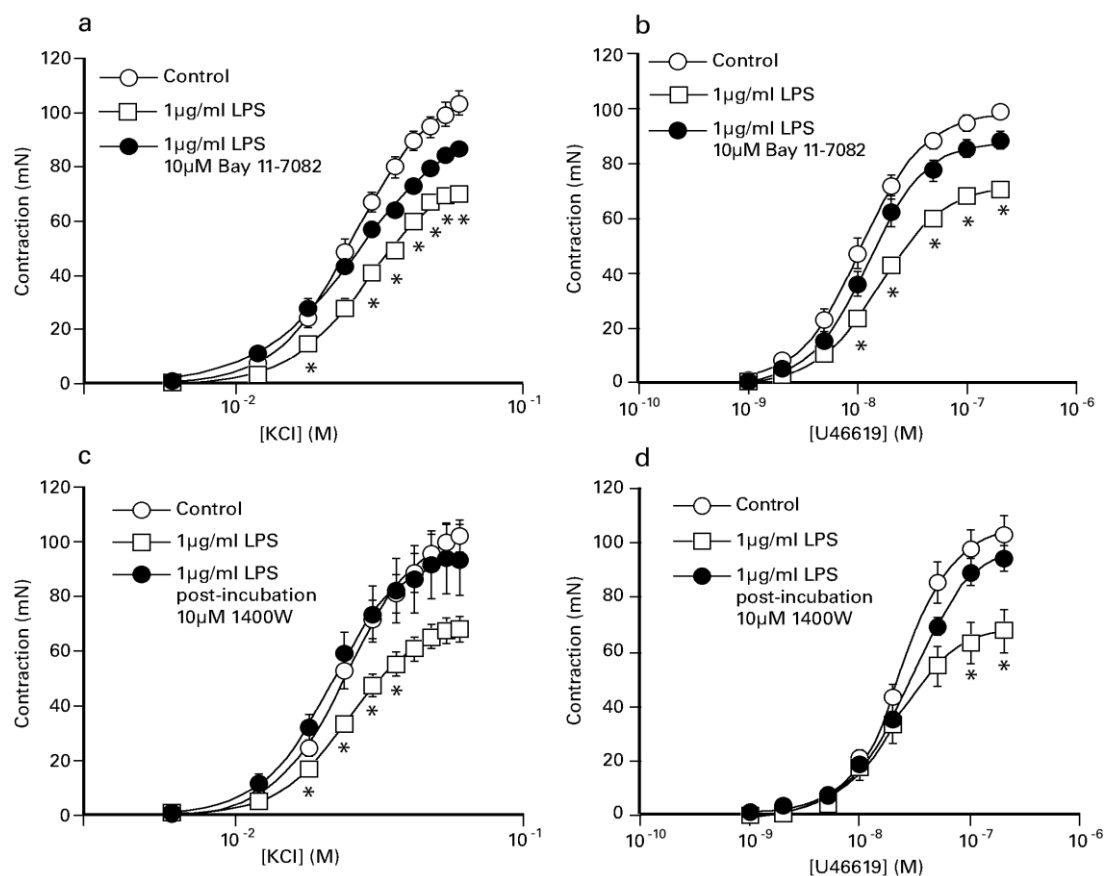 a
120
100
80
60
40
20
0
Contraction (mN)
Control
1µg/ml LPS
1µg/ml LPS
10µM Bay 11-7082
* * * * * **
10⁻² 10⁻¹
[KCl] (M)
b
120
100
80
60
40
20
0
Contraction (mN)
Control
1µg/ml LPS
1µg/ml LPS
10µM Bay 11-7082
* * * * *
10⁻¹⁰ 10⁻⁹ 10⁻⁸ 10⁻⁷ 10⁻⁶
[U46619] (M)
c
120
100
80
60
40
20
0
Contraction (mN)
Control
1µg/ml LPS
1µg/ml LPS
post-incubation
10µM 1400W
* * * *
10⁻² 10⁻¹
[KCl] (M)
d
120
100
80
60
40
20
0
Contraction (mN)
Control
1µg/ml LPS
1µg/ml LPS
post-incubation
10µM 1400W
* *
10⁻¹⁰ 10⁻⁹ 10⁻⁸ 10⁻⁷ 10⁻⁶
[U46619] (M)